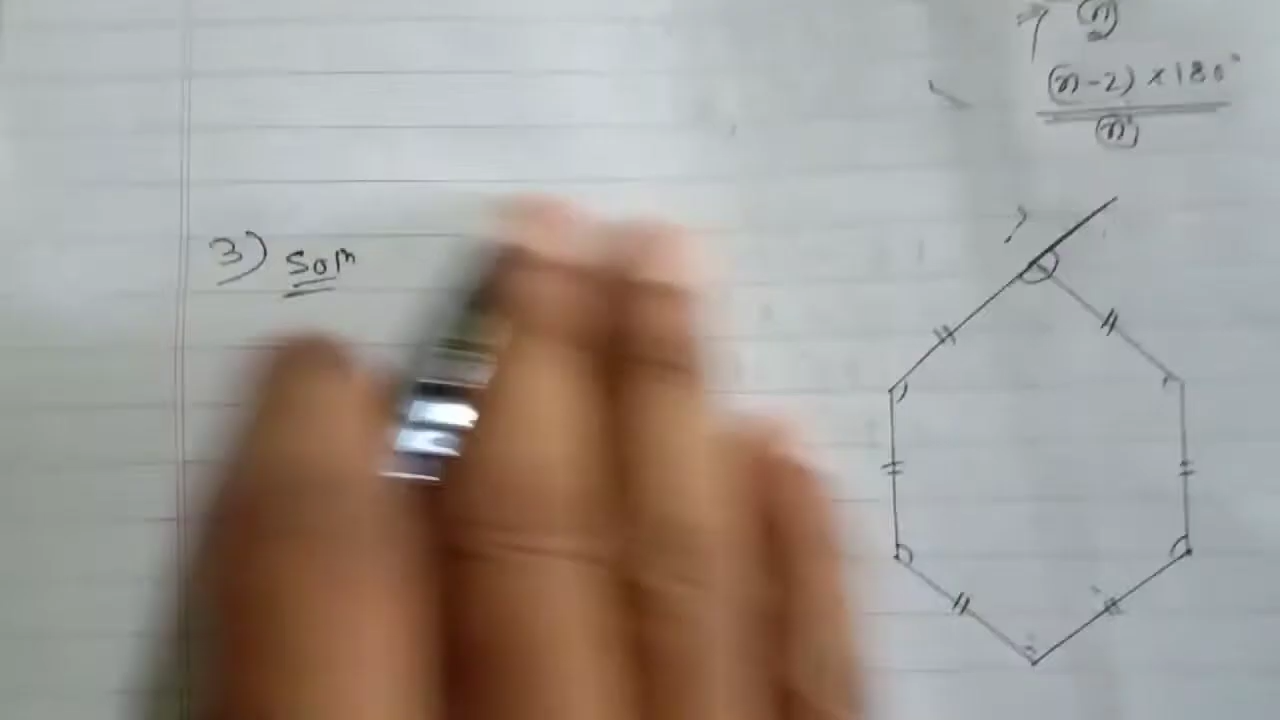 (n)
(n-2) × 180°
(n)
?
3) Soln